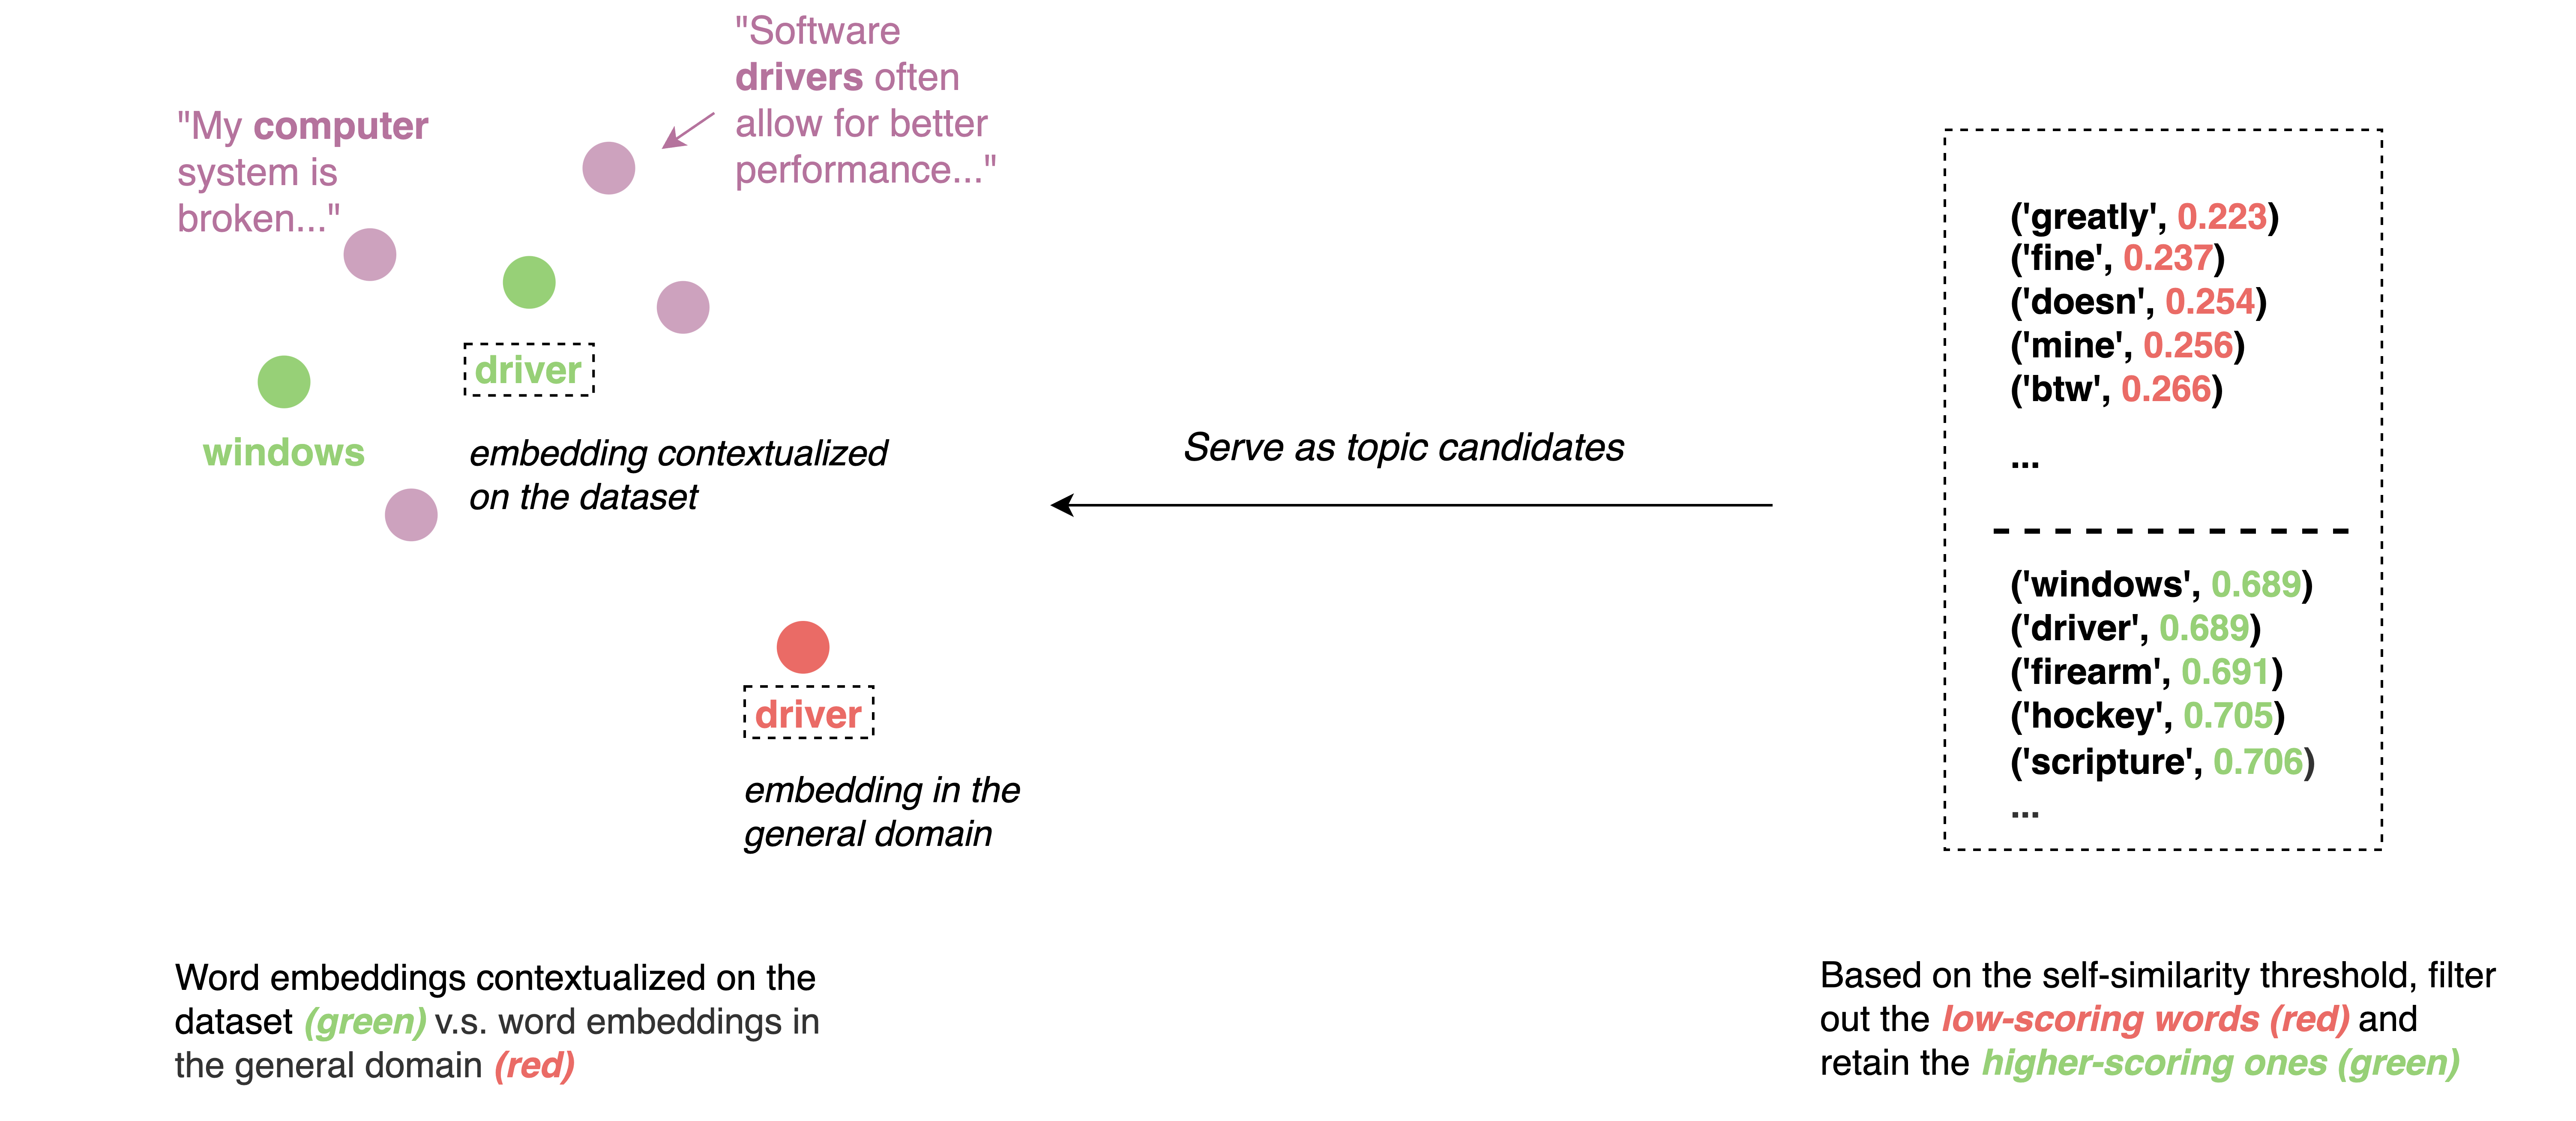 "Software
drivers often
allow for better
performance..."
"My computer
system is
broken..."
driver
windows
embedding contextualized
on the dataset
driver
embedding in the
general domain
Word embeddings contextualized on the
dataset (green) v.s. word embeddings in
the general domain (red)
Serve as topic candidates
('greatly', 0.223)
('fine', 0.237)
('doesn', 0.254)
('mine', 0.256)
('btw', 0.266)
...
('windows', 0.689)
('driver', 0.689)
('firearm', 0.691)
('hockey', 0.705)
('scripture', 0.706)
...
Based on the self-similarity threshold, filter
out the low-scoring words (red) and
retain the higher-scoring ones (green)